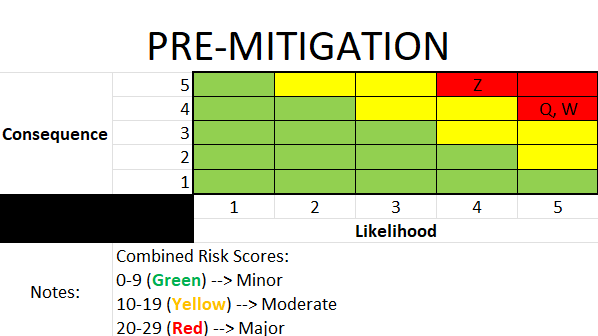 PRE-MITIGATION
5 Z
4 Q, W
Consequence 3
2
1
1 2 3 4 5
Likelihood
Combined Risk Scores:
0-9 (Green) --> Minor
Notes: 10-19 (Yellow) --> Moderate
20-29 (Red) --> Major